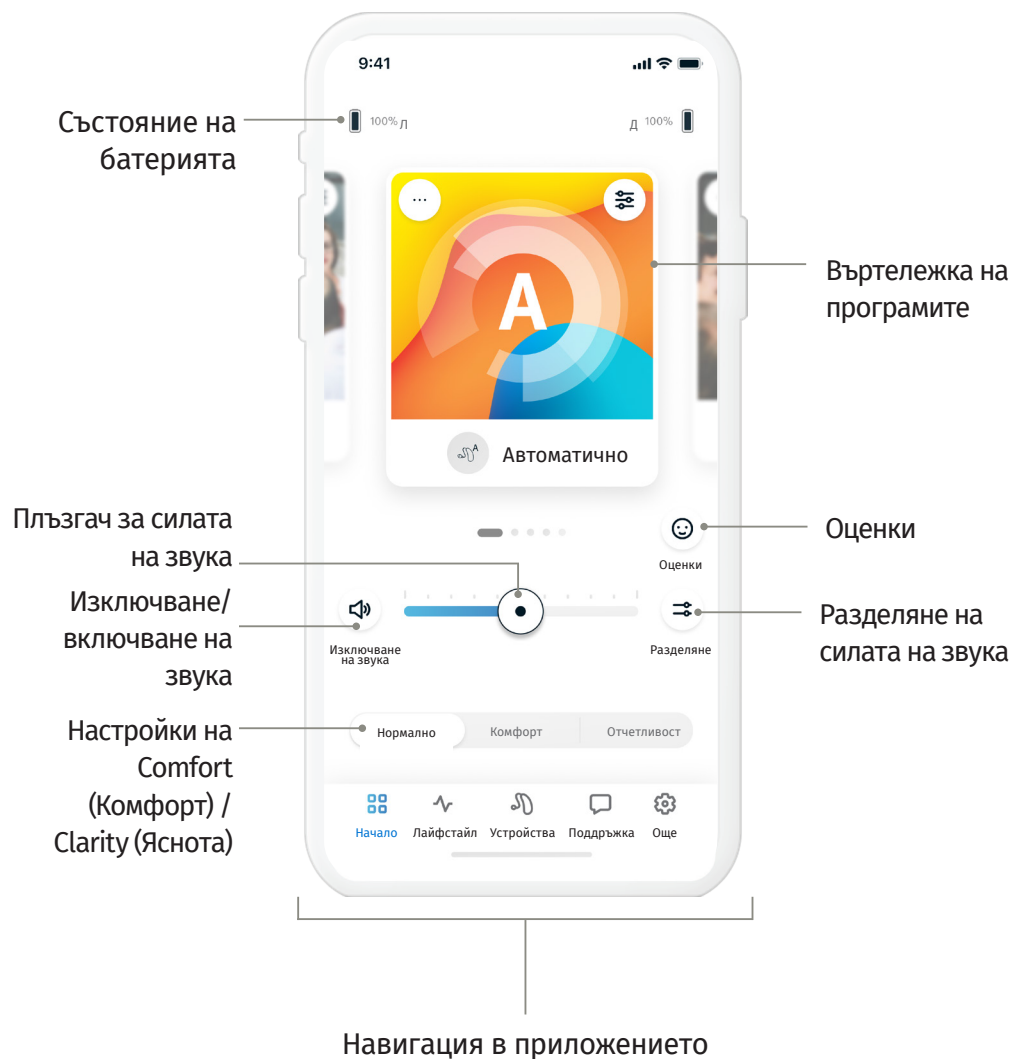 9:41
Състояние на
батерията
100% Л
Д 100%
...
A
Въртележка на
програмите
A
Автоматично
Плъзгач за силата
на звука
Оценки
Оценки
Изключване/
включване на
звука
Изключване
на звука
Разделяне
Разделяне на
силата на звука
Настройки на
Comfort
(Комфорт) /
Clarity (Яснота)
Нормално
Комфорт
Отчетливост
Начало
Лайфстайл
Устройства
Поддръжка
Още
Навигация в приложението